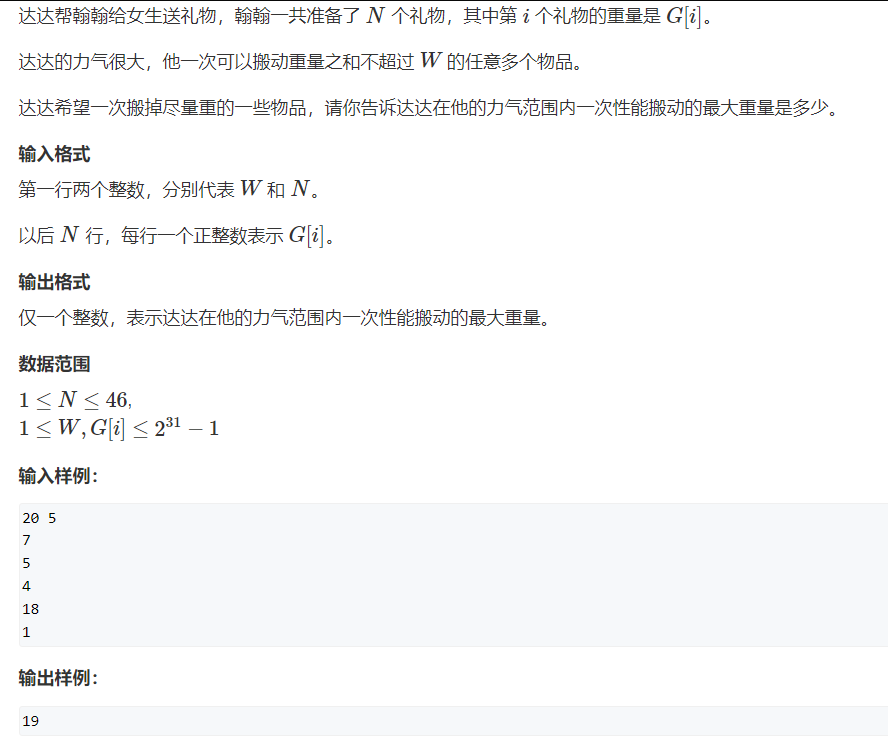 达达帮翰翰给女生送礼物，翰翰一共准备了 N 个礼物，其中第 i 个礼物的重量是 G[i]。
达达的力气很大，他一次可以搬动重量之和不超过 W 的任意多个物品。
达达希望一次搬掉尽量重的一些物品，请你告诉达达在他的力气范围内一次性能搬动的最大重量是多少。
输入格式
第一行两个整数，分别代表 W 和 N。
以后 N 行，每行一个正整数表示 G[i]。
输出格式
仅一个整数，表示达达在他的力气范围内一次性能搬动的最大重量。
数据范围
1 ≤ N ≤ 46,
1 ≤ W, G[i] ≤ 2³¹ − 1
输入样例：
20 5
7
5
4
18
1
输出样例：
19